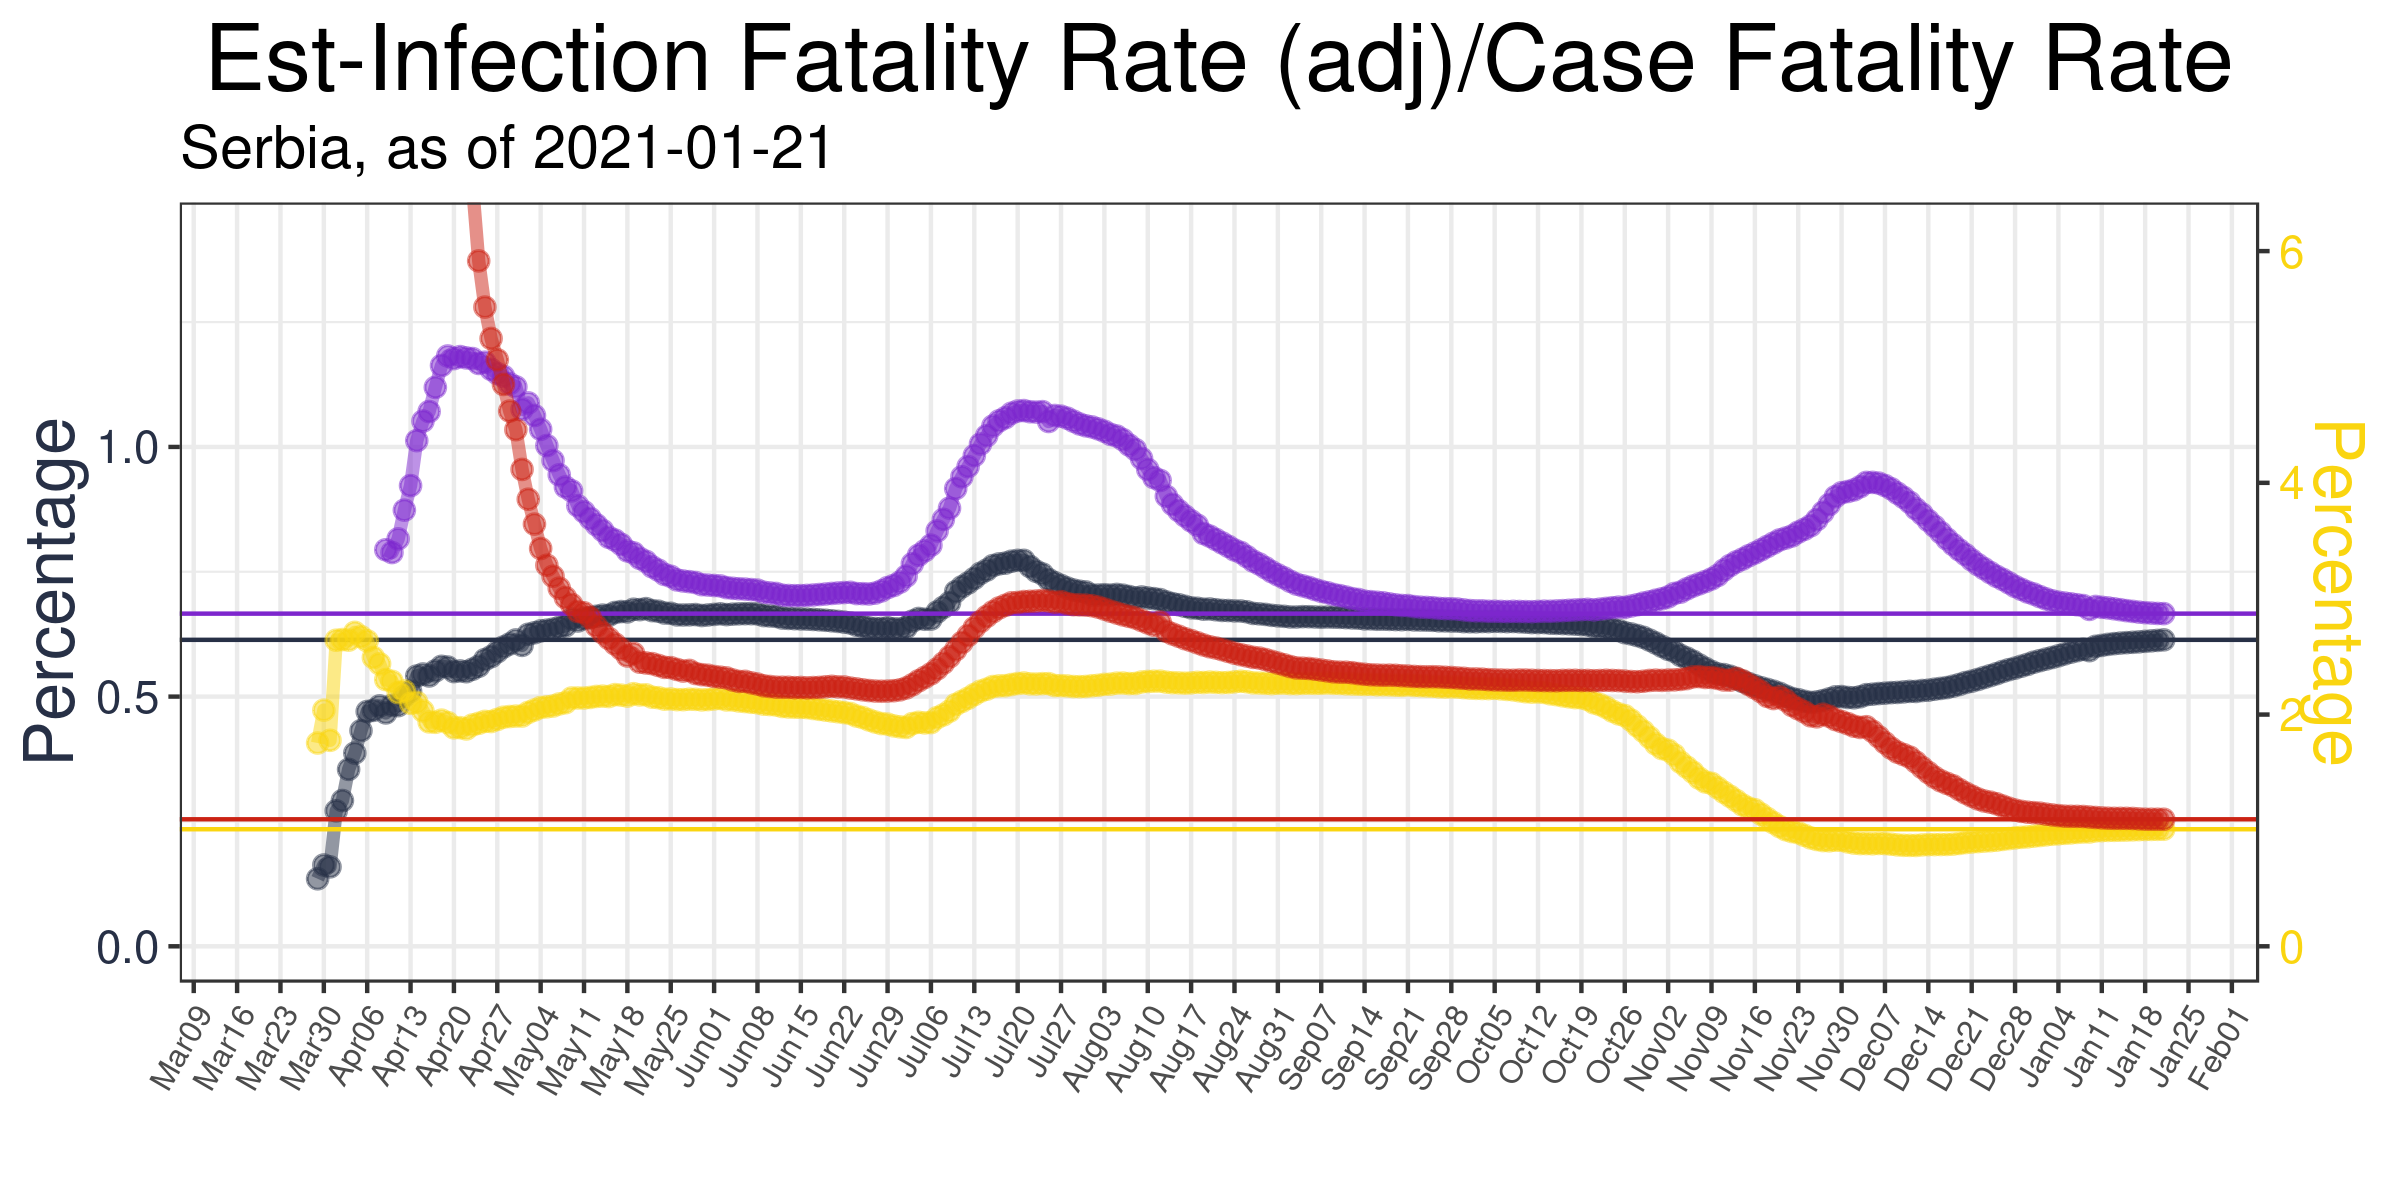 Est-Infection Fatality Rate (adj)/Case Fatality Rate
Serbia, as of 2021-01-21
Percentage
1.0
0.5
0.0
6
4
2
0
Percentage
Mar09 Mar16 Mar23 Mar30 Apr06 Apr13 Apr20 Apr27 May04 May11 May18 May25 Jun01 Jun08 Jun15 Jun22 Jun29 Jul06 Jul13 Jul20 Jul27 Aug03 Aug10 Aug17 Aug24 Aug31 Sep07 Sep14 Sep21 Sep28 Oct05 Oct12 Oct19 Oct26 Nov02 Nov09 Nov16 Nov23 Nov30 Dec07 Dec14 Dec21 Dec28 Jan04 Jan11 Jan18 Jan25 Feb01